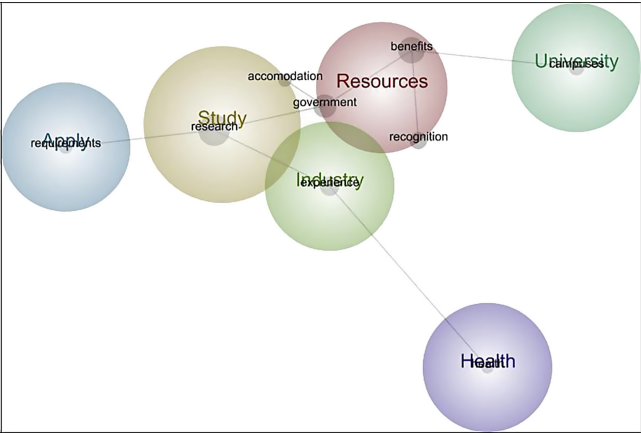 benefits
University
campuses
accomodation
Resources
government
Study
research
recognition
Apply
requirements
Industry
experience
Health
health